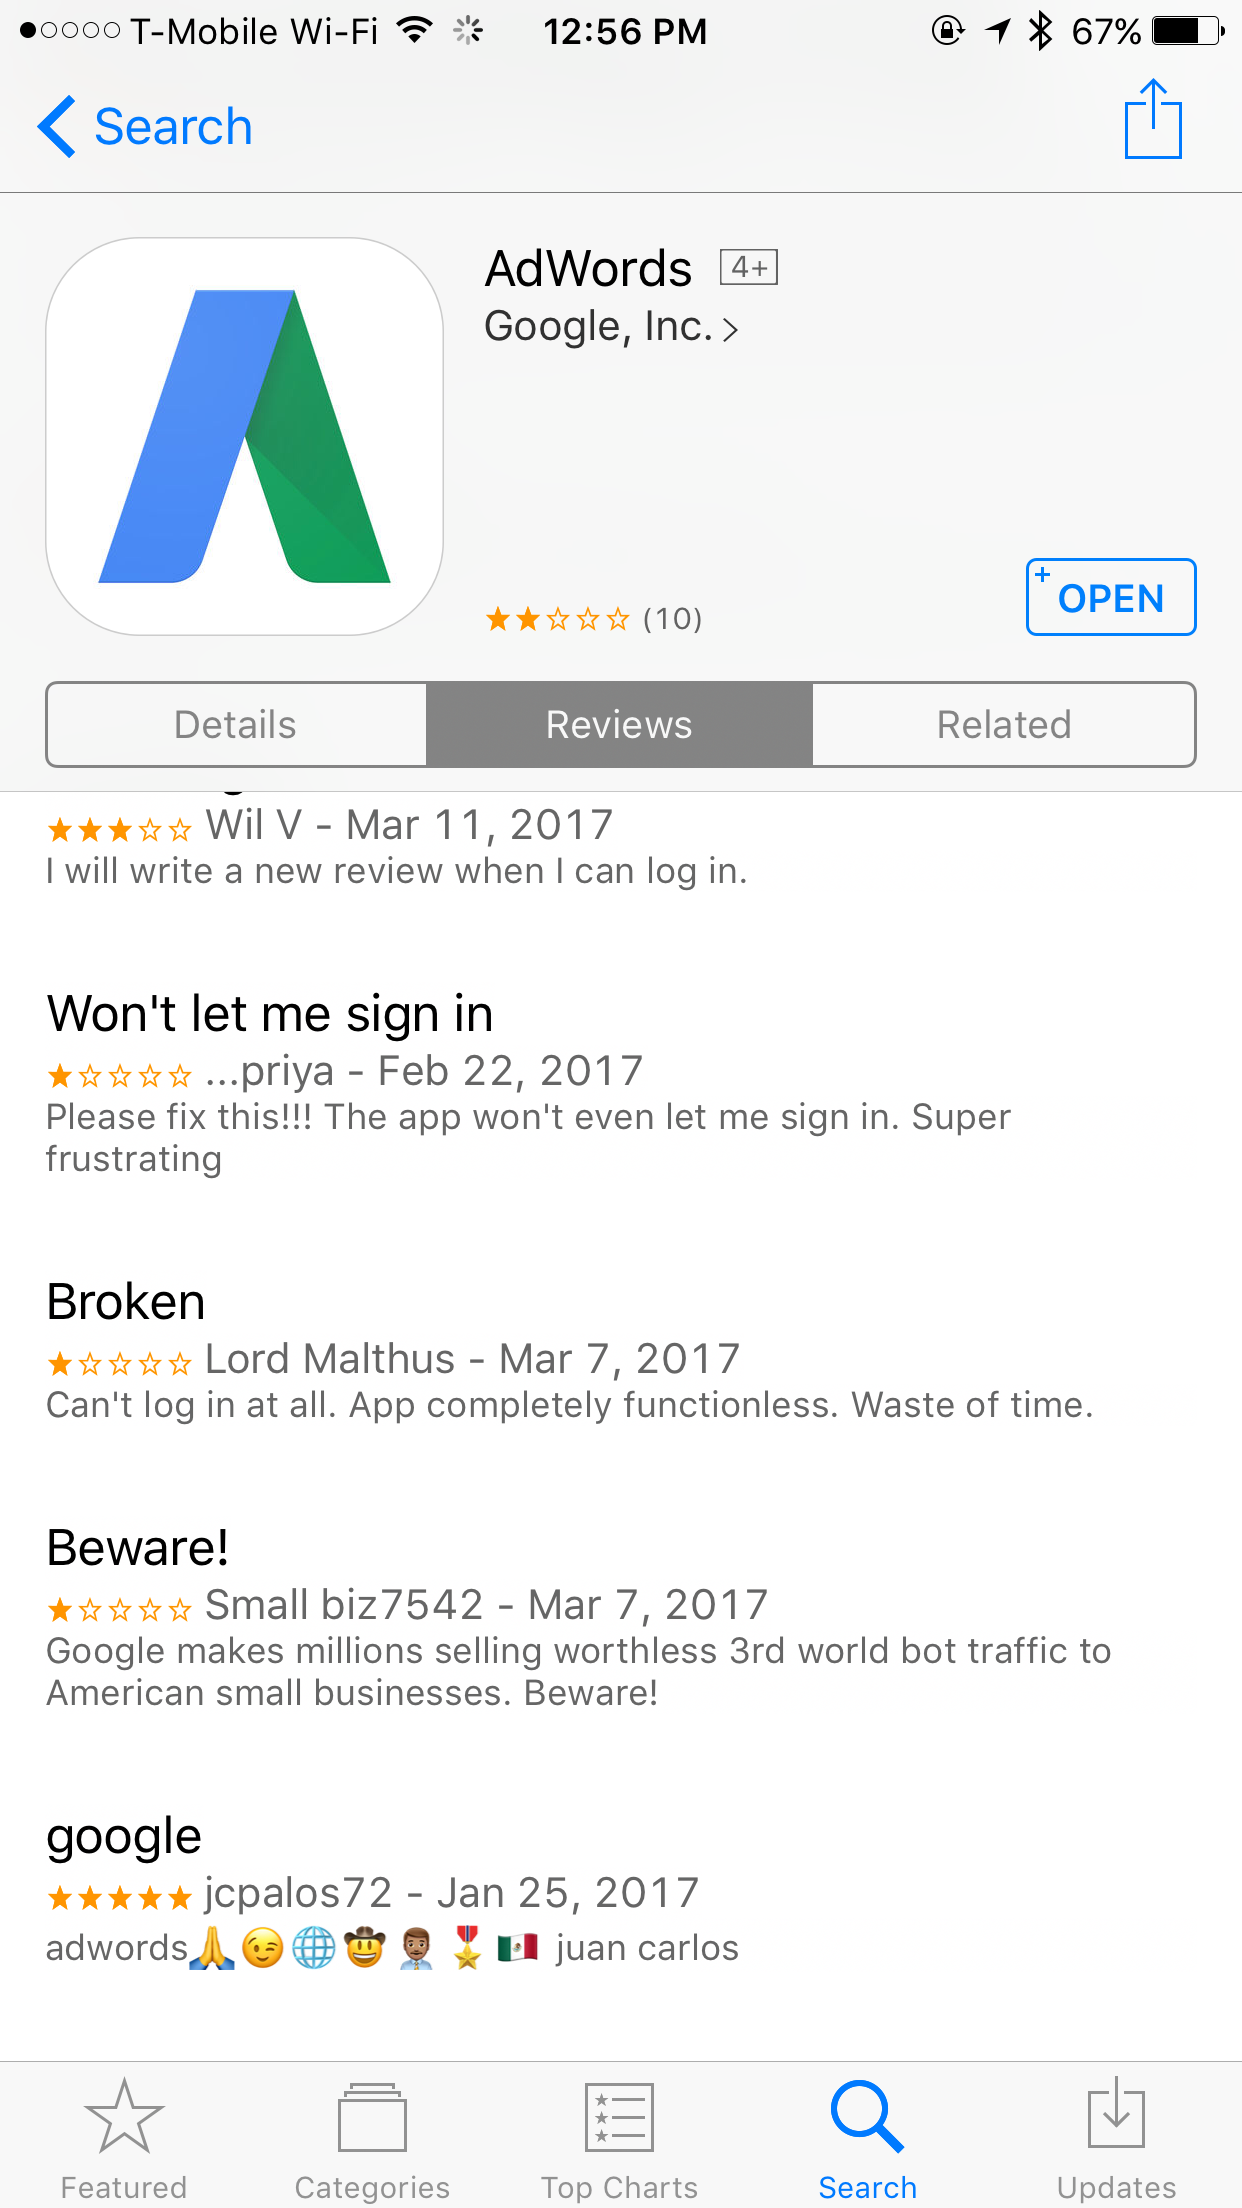 T-Mobile Wi-Fi 12:56 PM 67%
Search
AdWords 4+
Google, Inc.
(10)
+ OPEN
Details Reviews Related
Wil V - Mar 11, 2017
I will write a new review when I can log in.
Won't let me sign in
...priya - Feb 22, 2017
Please fix this!!! The app won't even let me sign in. Super
frustrating
Broken
Lord Malthus - Mar 7, 2017
Can't log in at all. App completely functionless. Waste of time.
Beware!
Small biz7542 - Mar 7, 2017
Google makes millions selling worthless 3rd world bot traffic to
American small businesses. Beware!
google
jcpalos72 - Jan 25, 2017
adwords🙏😉🌐🤠👨🏽‍💼🎖🇲🇽 juan carlos
Featured Categories Top Charts Search Updates